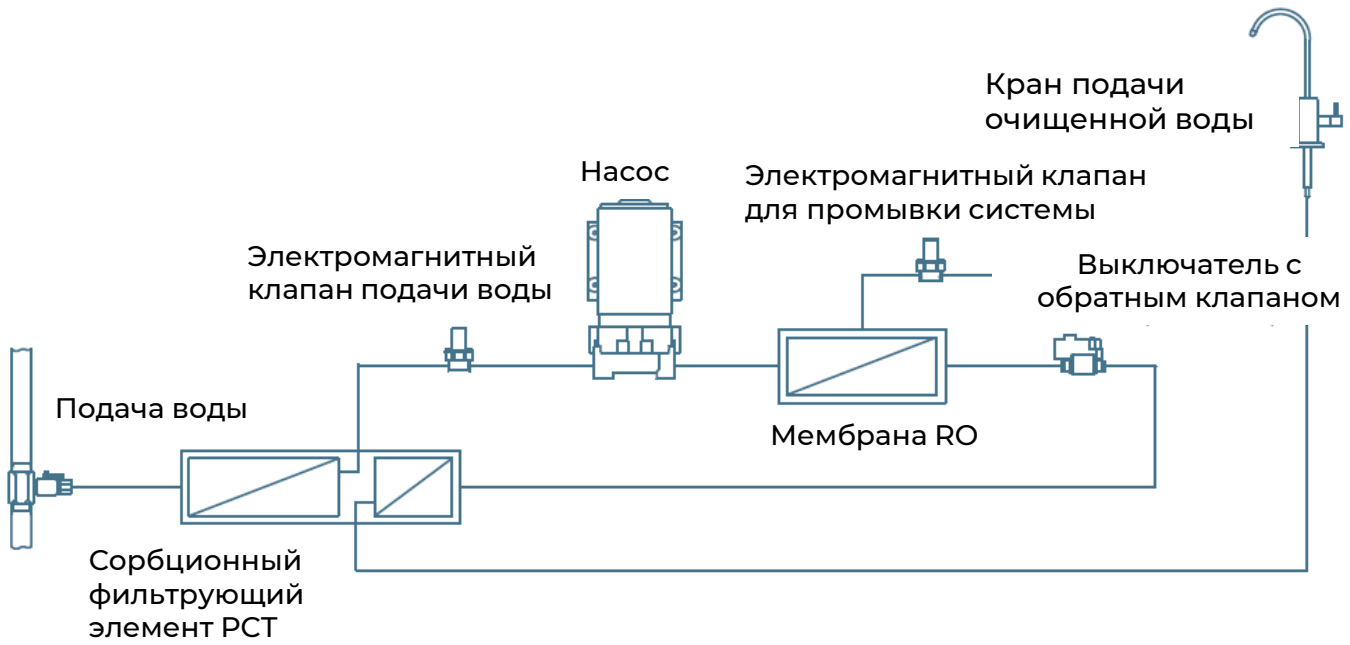 Кран подачи
очищенной воды
Насос
Электромагнитный клапан
для промывки системы
Электромагнитный
клапан подачи воды
Выключатель с
обратным клапаном
Подача воды
Мембрана RO
Сорбционный
фильтрующий
элемент PCT